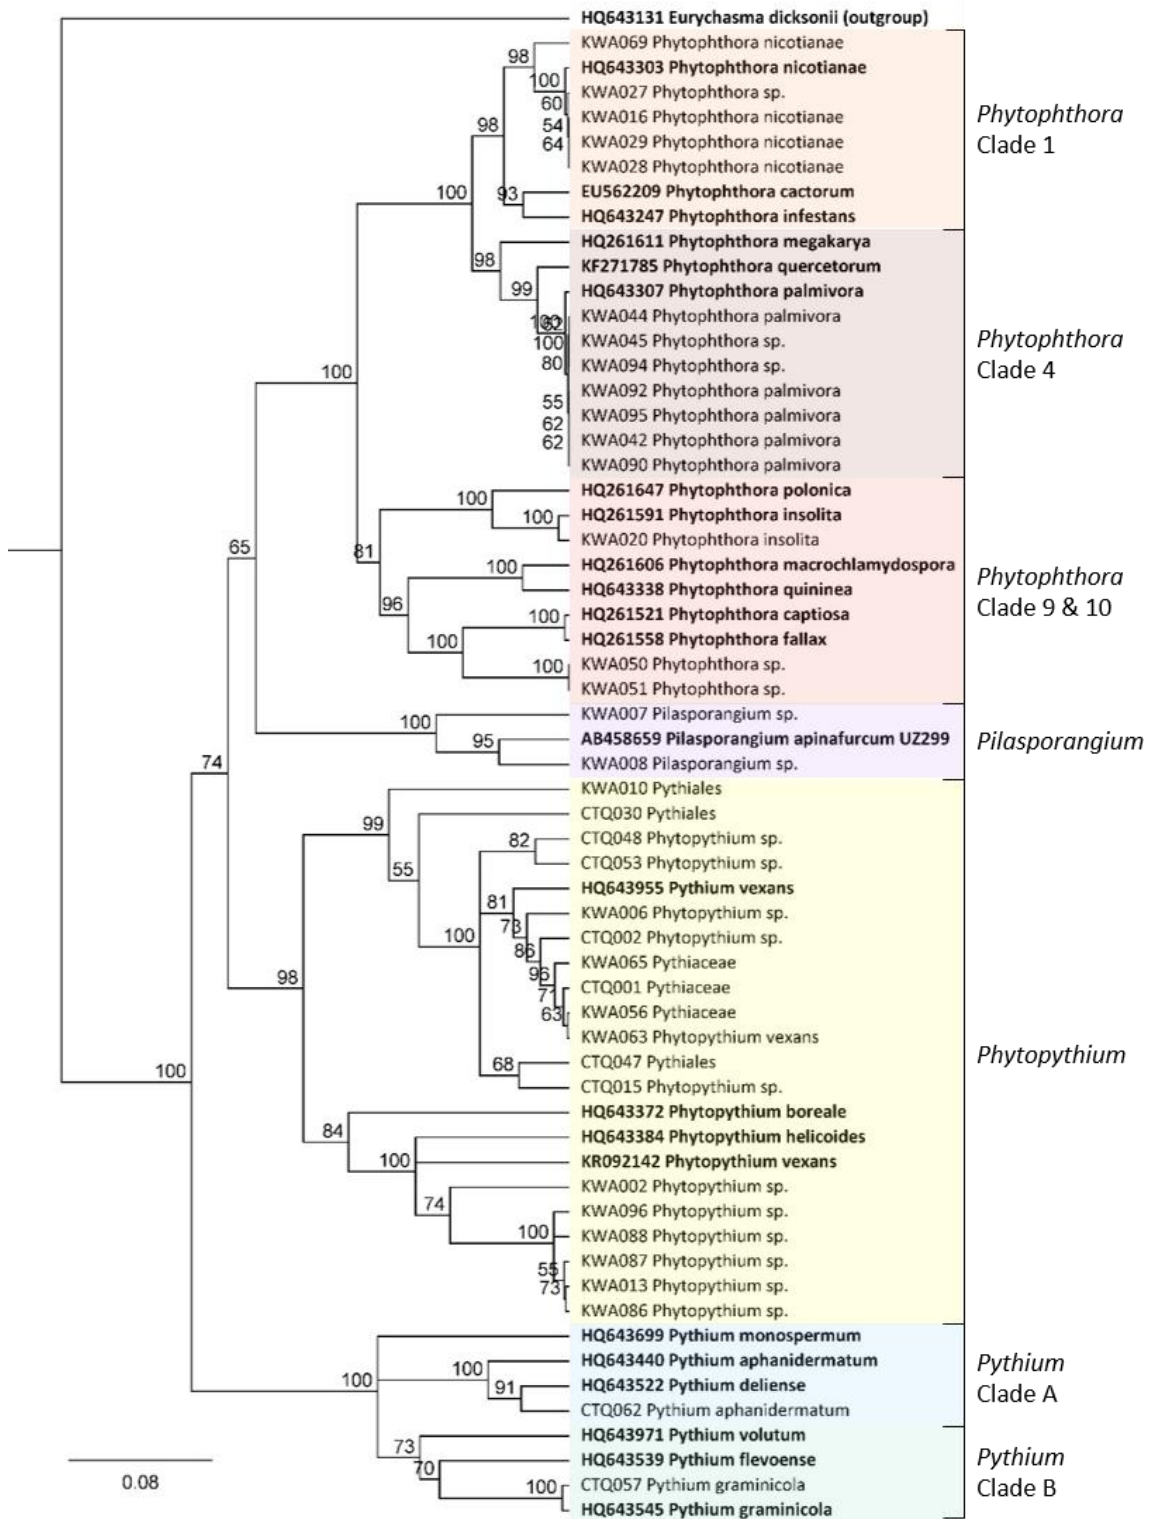 HQ643131 Eurychasma dicksonii (outgroup)
KWA069 Phytophthora nicotianae
98
HQ643303 Phytophthora nicotianae
100
KWA027 Phytophthora sp.
60
KWA016 Phytophthora nicotianae
Phytophthora
Clade 1
98
54
KWA029 Phytophthora nicotianae
64
KWA028 Phytophthora nicotianae
100
93
EU562209 Phytophthora cactorum
HQ643247 Phytophthora infestans
HQ261611 Phytophthora megakarya
98
KF271785 Phytophthora quercetorum
99
HQ643307 Phytophthora palmivora
KWA044 Phytophthora palmivora
100
KWA045 Phytophthora sp.
Phytophthora
Clade 4
80
KWA094 Phytophthora sp.
100
KWA092 Phytophthora palmivora
55
KWA095 Phytophthora palmivora
62
KWA042 Phytophthora palmivora
62
KWA090 Phytophthora palmivora
100
HQ261647 Phytophthora polonica
100
HQ261591 Phytophthora insolita
KWA020 Phytophthora insolita
65
81
100
HQ261606 Phytophthora macrochlamydospora
Phytophthora
Clade 9 & 10
HQ643338 Phytophthora quininea
96
100
HQ261521 Phytophthora captiosa
100
HQ261558 Phytophthora fallax
100
KWA050 Phytophthora sp.
KWA051 Phytophthora sp.
KWA007 Pilasporangium sp.
100
95
AB458659 Pilasporangium apinafurcum UZ299
Pilasporangium
74
KWA008 Pilasporangium sp.
KWA010 Pythiales
99
CTQ030 Pythiales
82
CTQ048 Phytopythium sp.
55
CTQ053 Phytopythium sp.
HQ643955 Pythium vexans
81
KWA006 Phytopythium sp.
73
100
CTQ002 Phytopythium sp.
86
KWA065 Pythiaceae
98
96
CTQ001 Pythiaceae
71
KWA056 Pythiaceae
63
KWA063 Phytopythium vexans
Phytopythium
100
68
CTQ047 Pythiales
CTQ015 Phytopythium sp.
HQ643372 Phytopythium boreale
84
HQ643384 Phytopythium helicoides
100
KR092142 Phytopythium vexans
KWA002 Phytopythium sp.
74
KWA096 Phytopythium sp.
100
KWA088 Phytopythium sp.
55
KWA087 Phytopythium sp.
73
KWA013 Phytopythium sp.
KWA086 Phytopythium sp.
HQ643699 Pythium monospermum
100
100
HQ643440 Pythium aphanidermatum
Pythium
Clade A
91
HQ643522 Pythium deliense
CTQ062 Pythium aphanidermatum
73
HQ643971 Pythium volutum
70
HQ643539 Pythium flevoense
Pythium
Clade B
0.08
100
CTQ057 Pythium graminicola
HQ643545 Pythium graminicola